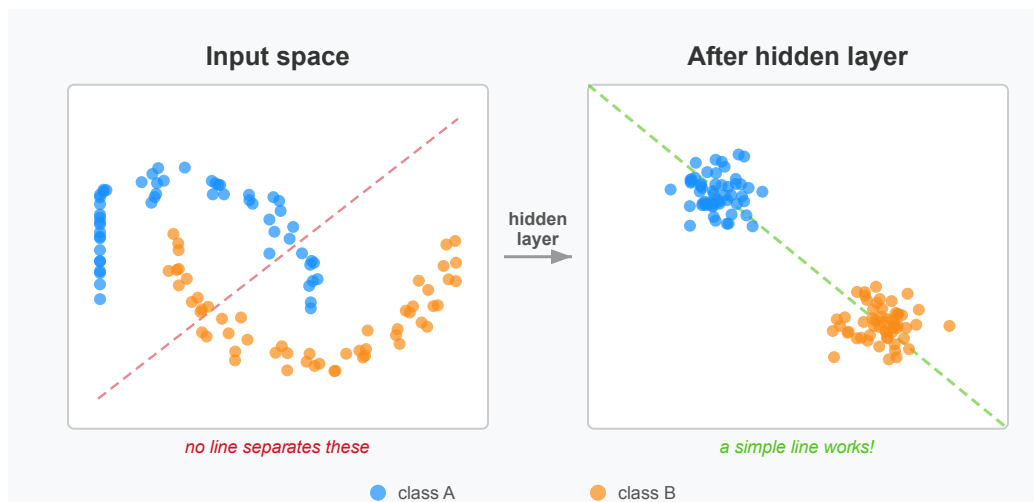 Input space
After hidden layer
hidden
layer
no line separates these
a simple line works!
class A
class B